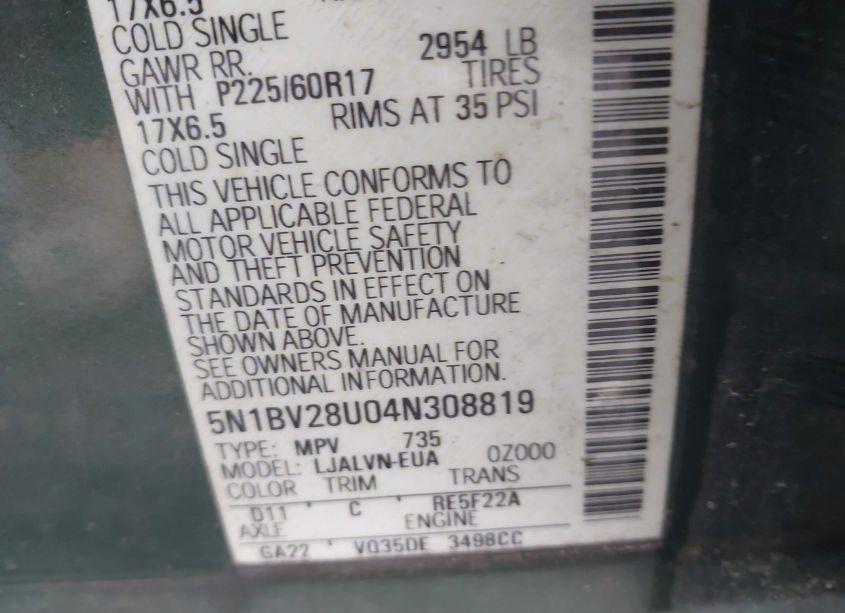 17X6.5
COLD SINGLE
GAWR RR. 2954 LB
WITH P225/60R17 TIRES
17X6.5 RIMS AT 35 PSI
COLD SINGLE
THIS VEHICLE CONFORMS TO
ALL APPLICABLE FEDERAL
MOTOR VEHICLE SAFETY
AND THEFT PREVENTION
STANDARDS IN EFFECT ON
THE DATE OF MANUFACTURE
SHOWN ABOVE.
SEE OWNERS MANUAL FOR
ADDITIONAL INFORMATION.
5N1BV28U04N308819
TYPE: MPV 735
MODEL: LJALVN-EUA 0Z000
COLOR TRIM TRANS
D11 C RE5F22A
AXLE ENGINE
GA22 VQ35DE 3498CC